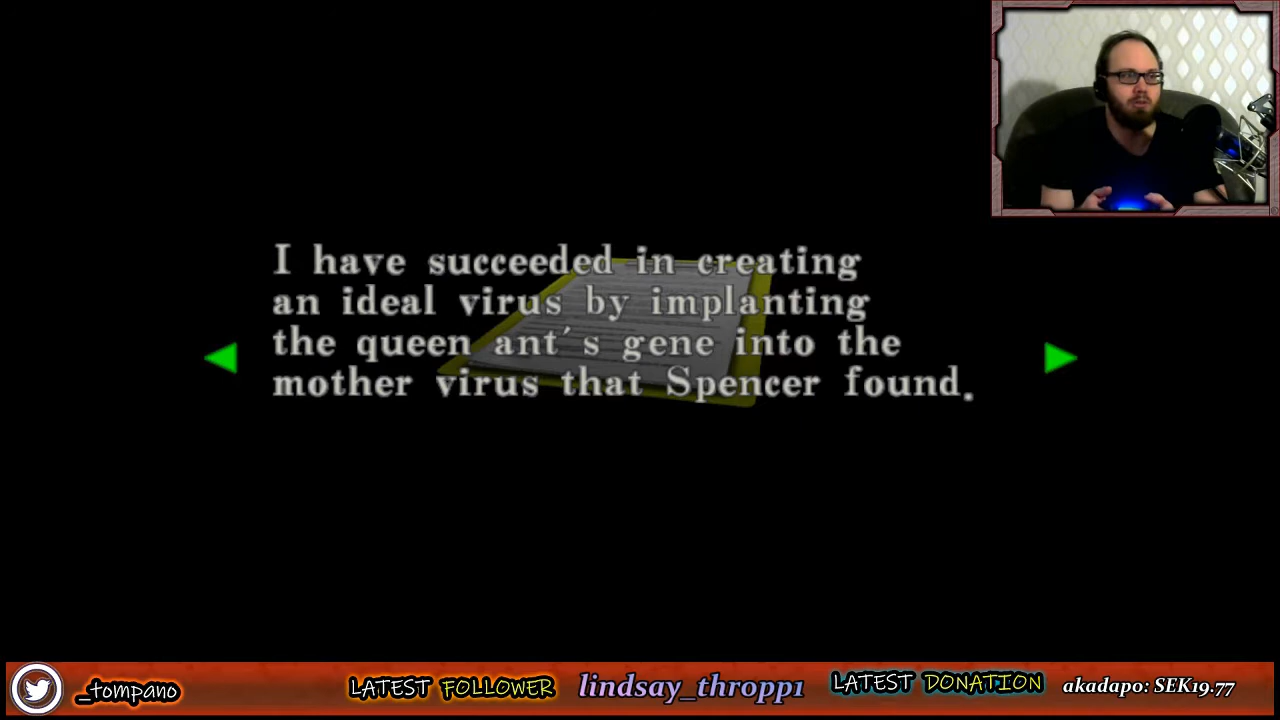 I have succeeded in creating
an ideal virus by implanting
the queen ant's gene into the
mother virus that Spencer found.
_tompano
LATEST FOLLOWER
lindsay_thropp1
LATEST DONATION
akadapo: SEK19.77